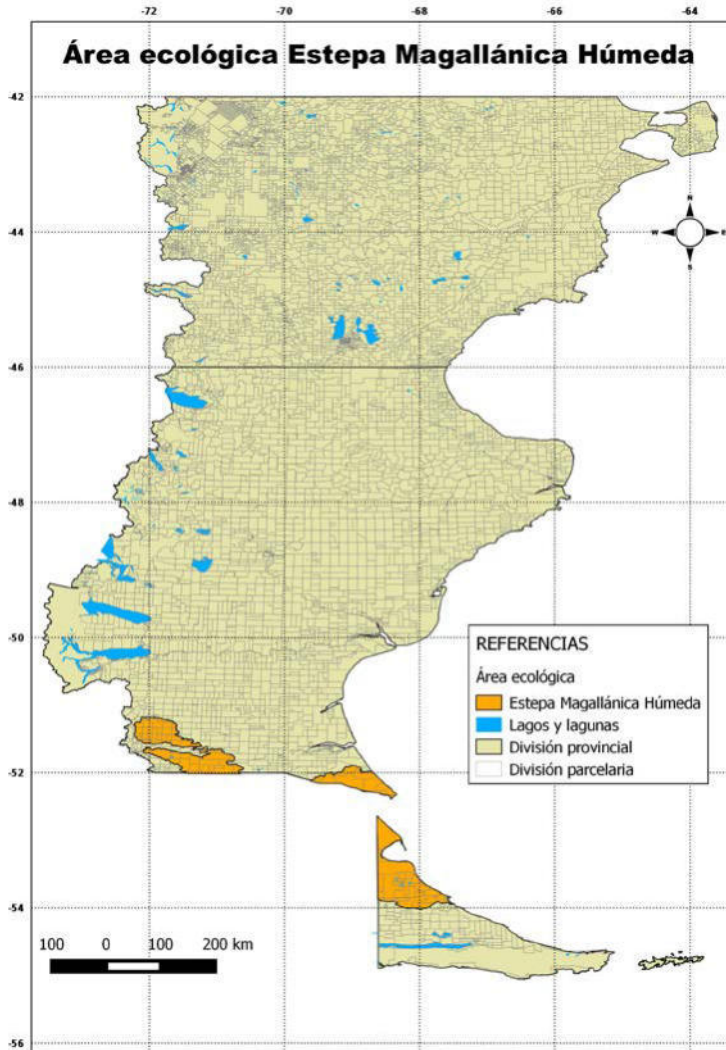 -72 -70 -68 -66 -64
Área ecológica Estepa Magallánica Húmeda
-42
N
-44
W E
S
-46
-48
-50
REFERENCIAS
Área ecológica
Estepa Magallánica Húmeda
Lagos y lagunas
División provincial
División parcelaria
-52
-54
100 0 100 200 km
-56